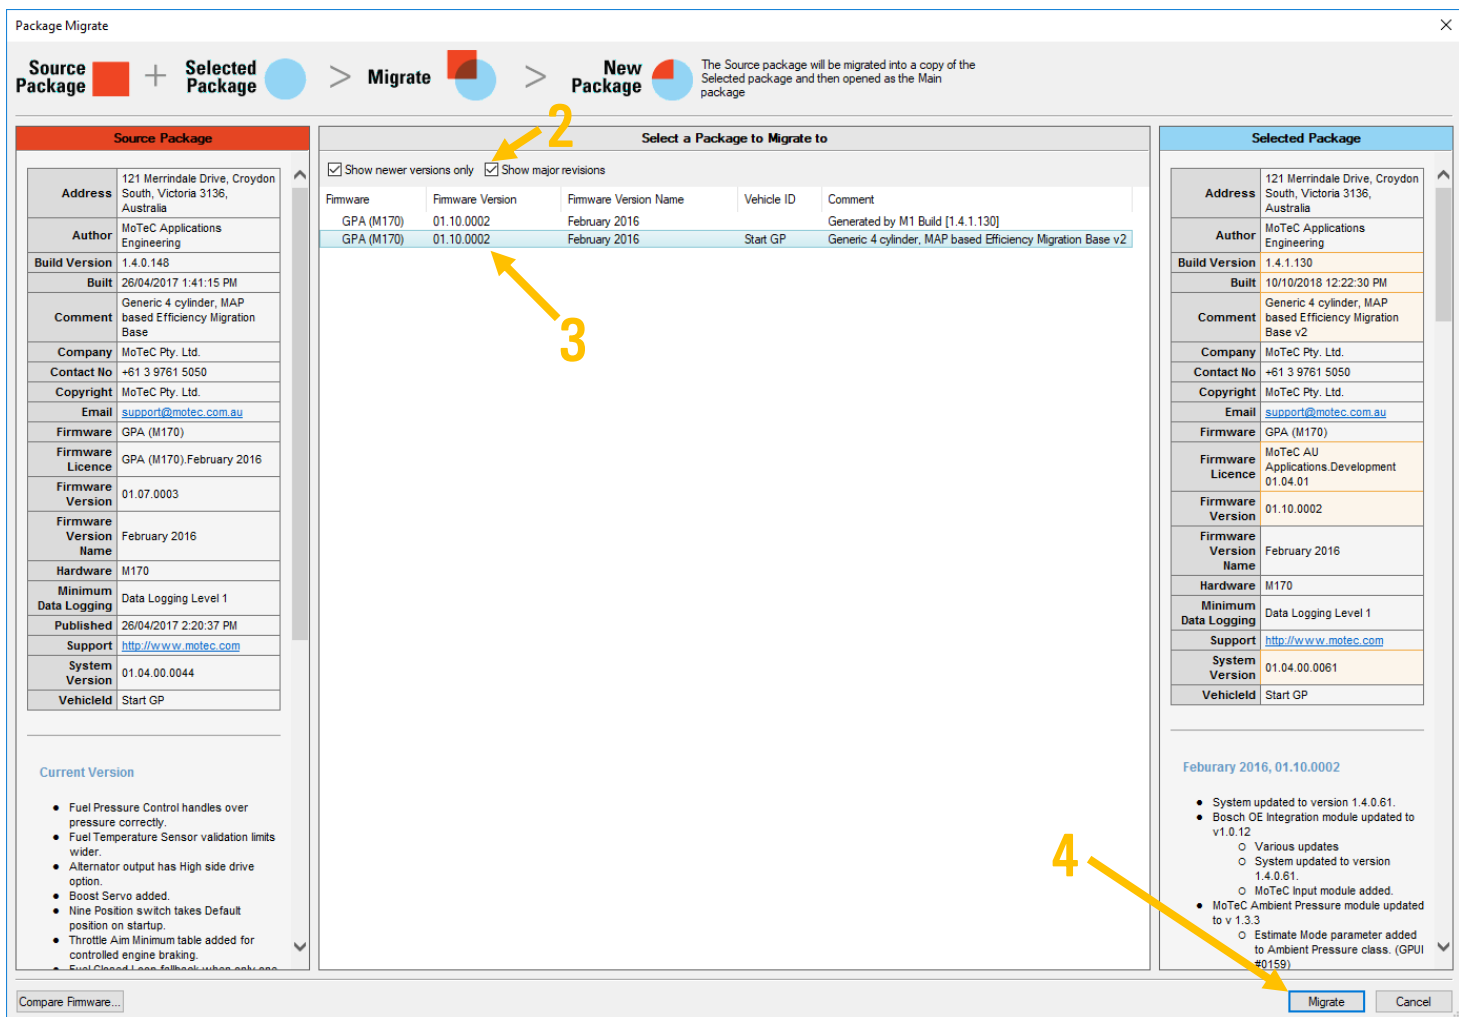 Package Migrate
Source
Package
Selected
Package
Migrate
New
Package
The Source package will be migrated into a copy of the
Selected package and then opened as the Main
package
2
Source Package
Address 121 Merrindale Drive, Croydon
South, Victoria 3136,
Australia
Author MoTeC Applications
Engineering
Build Version 1.4.0.148
Built 26/04/2017 1:41:15 PM
Comment Generic 4 cylinder, MAP
based Efficiency Migration
Base
Company MoTeC Pty. Ltd.
Contact No +61 3 9761 5050
Copyright MoTeC Pty. Ltd.
Email support@motec.com.au
Firmware GPA (M170)
Firmware
Licence GPA (M170).February 2016
Firmware
Version 01.07.0003
Firmware
Version
Name February 2016
Hardware M170
Minimum
Data Logging Data Logging Level 1
Published 26/04/2017 2:20:37 PM
Support http://www.motec.com
System
Version 01.04.00.0044
VehicleId Start GP
Current Version
● Fuel Pressure Control handles over
pressure correctly.
● Fuel Temperature Sensor validation limits
wider.
● Alternator output has High side drive
option.
● Boost Servo added.
● Nine Position switch takes Default
position on startup.
● Throttle Aim Minimum table added for
controlled engine braking.
● Fuel Closed Loop fallback when only one
Select a Package to Migrate to
Show newer versions only Show major revisions
Firmware Firmware Version Firmware Version Name Vehicle ID Comment
GPA (M170) 01.10.0002 February 2016 Generated by M1 Build [1.4.1.130]
GPA (M170) 01.10.0002 February 2016 Start GP Generic 4 cylinder, MAP based Efficiency Migration Base v2
3
Selected Package
Address 121 Merrindale Drive, Croydon
South, Victoria 3136,
Australia
Author MoTeC Applications
Engineering
Build Version 1.4.1.130
Built 10/10/2018 12:22:30 PM
Comment Generic 4 cylinder, MAP
based Efficiency Migration
Base v2
Company MoTeC Pty. Ltd.
Contact No +61 3 9761 5050
Copyright MoTeC Pty. Ltd.
Email support@motec.com.au
Firmware GPA (M170)
Firmware
Licence MoTeC AU
Applications.Development
01.04.01
Firmware
Version 01.10.0002
Firmware
Version
Name February 2016
Hardware M170
Minimum
Data Logging Data Logging Level 1
Support http://www.motec.com
System
Version 01.04.00.0061
VehicleId Start GP
Feburary 2016, 01.10.0002
● System updated to version 1.4.0.61.
● Bosch OE Integration module updated to
v1.0.12
○ Various updates
○ System updated to version
1.4.0.61.
○ MoTeC Input module added.
● MoTeC Ambient Pressure module updated
to v 1.3.3
○ Estimate Mode parameter added
to Ambient Pressure class. (GPUI
#0159)
4
Compare Firmware...
Migrate
Cancel